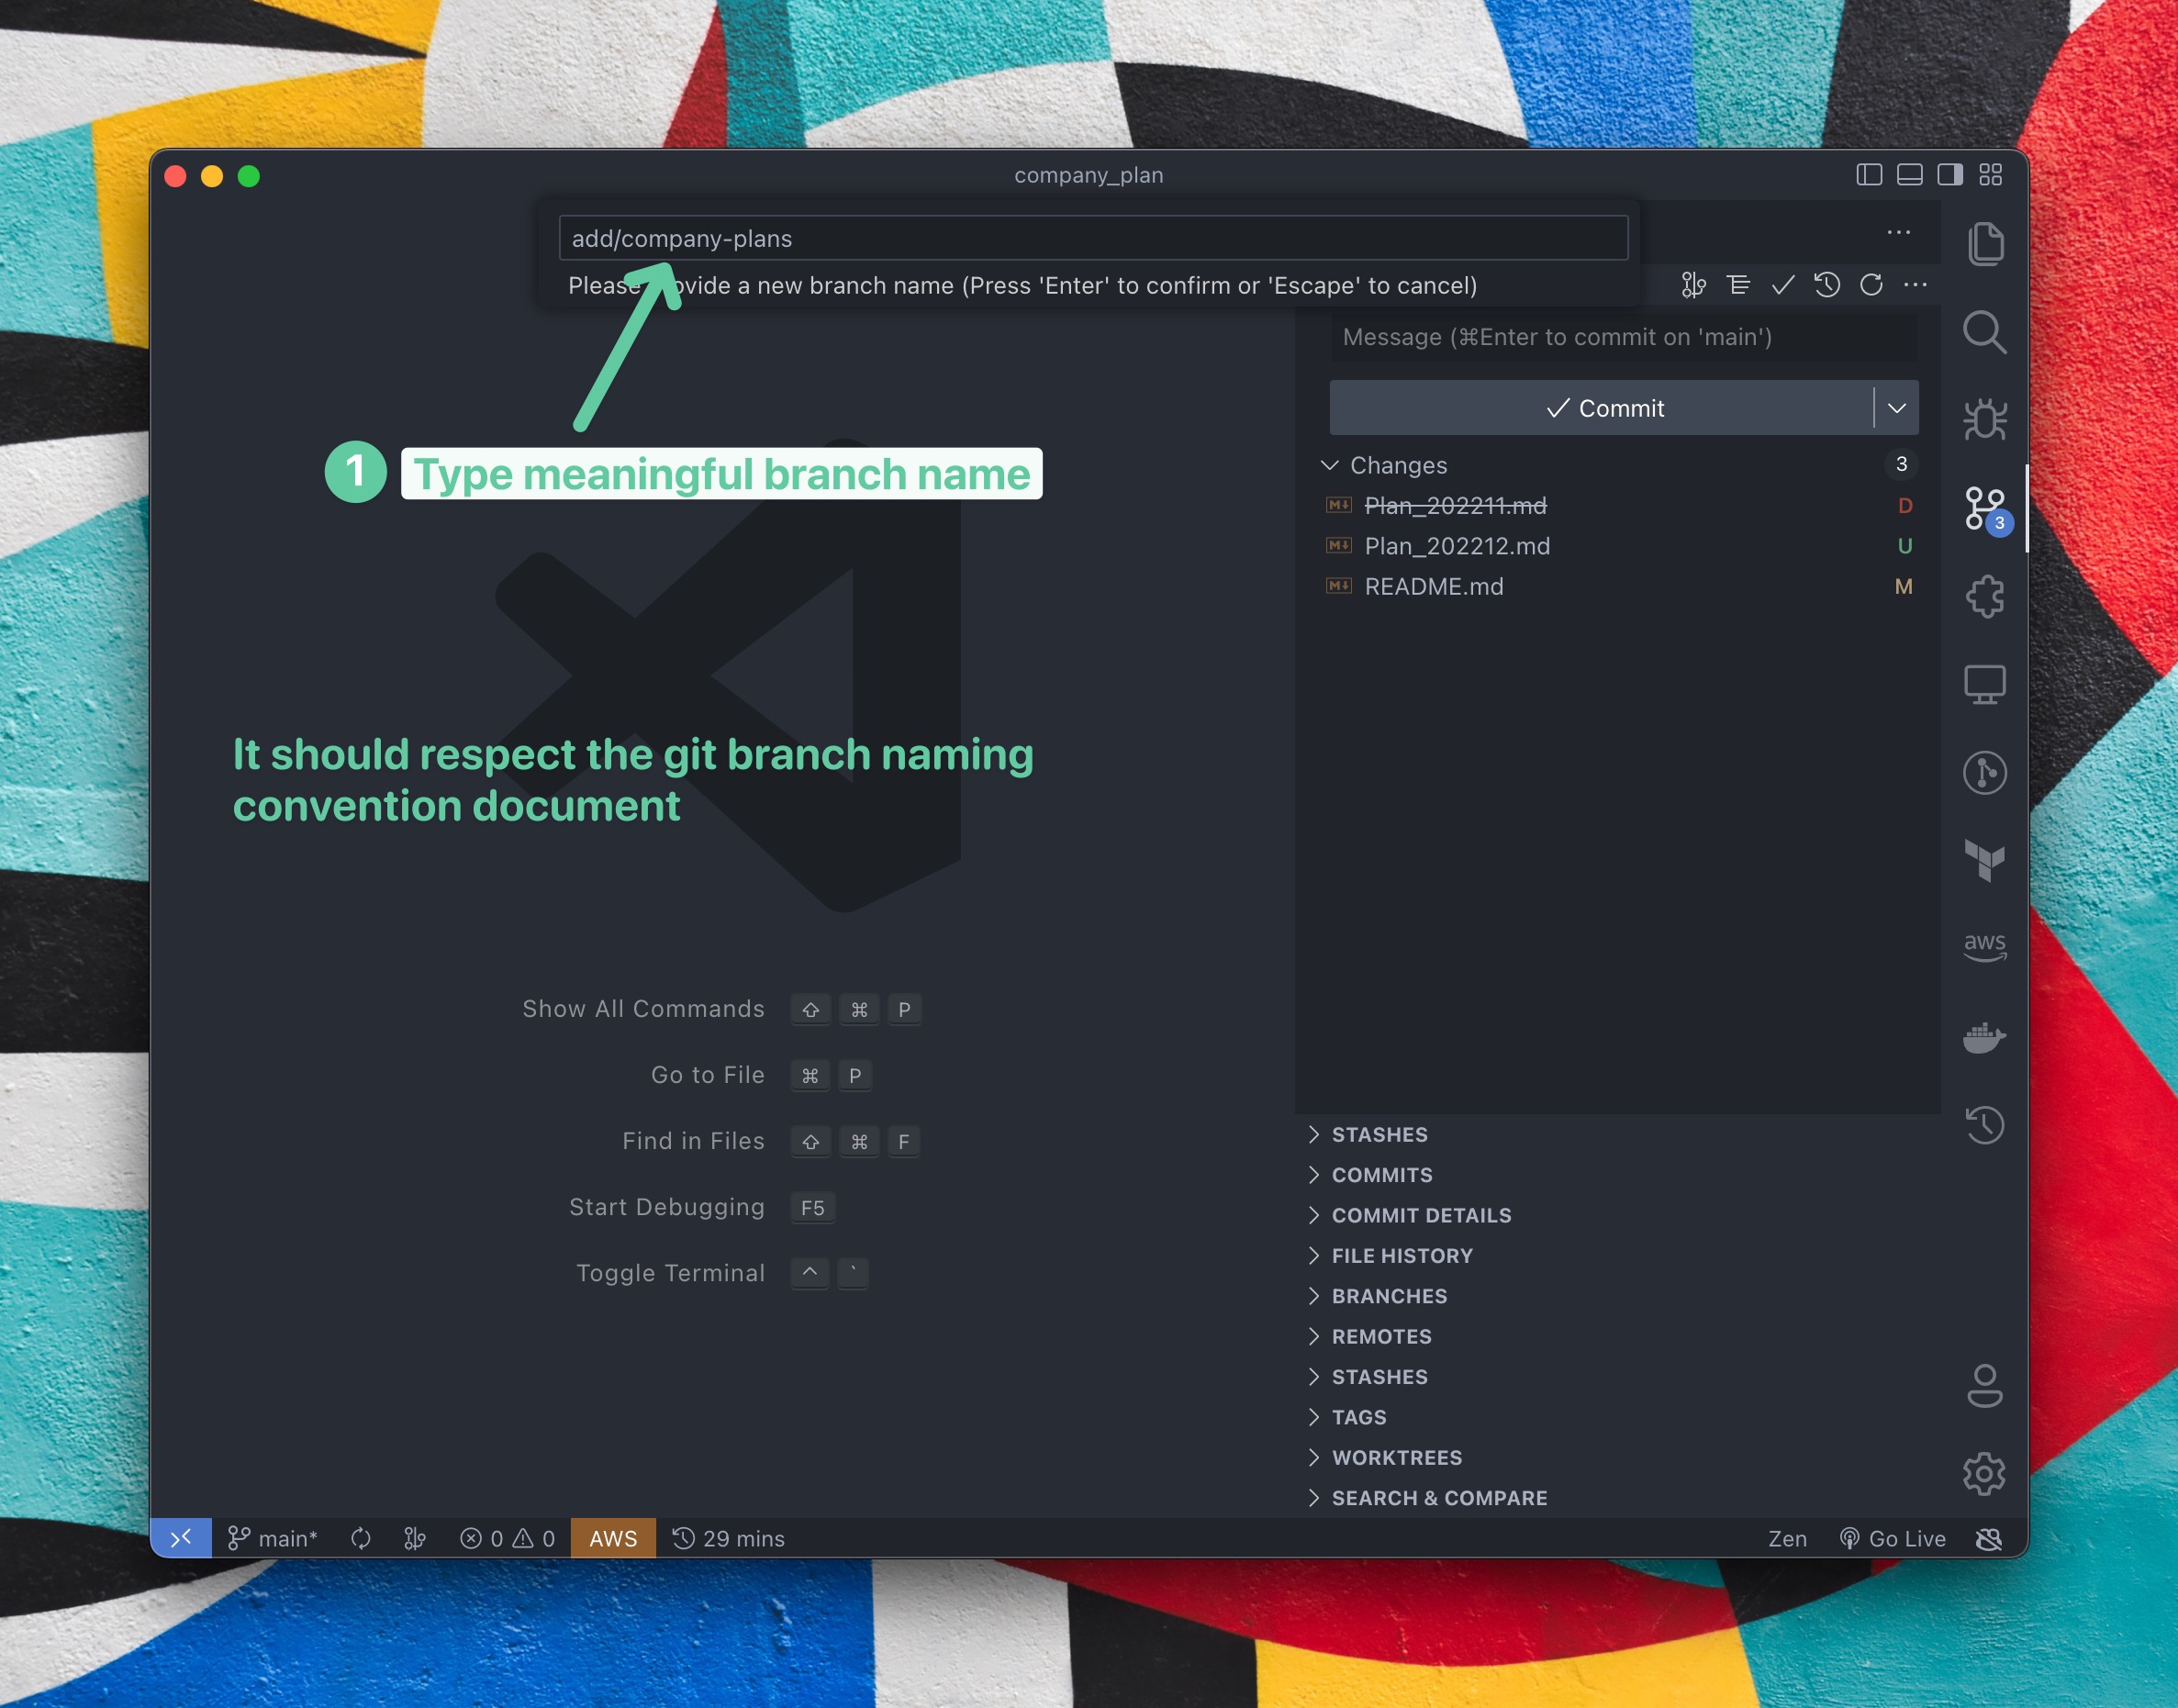 company_plan
add/company-plans
Please ovide a new branch name (Press 'Enter' to confirm or 'Escape' to cancel)
Message (⌘Enter to commit on 'main')
Commit
1 Type meaningful branch name
Changes 3
Plan_202211.md D
Plan_202212.md U
README.md M
3
It should respect the git branch naming
convention document
aws
Show All Commands ⇧ ⌘ P
Go to File ⌘ P
Find in Files ⇧ ⌘ F
Start Debugging F5
Toggle Terminal ^ `
STASHES
COMMITS
COMMIT DETAILS
FILE HISTORY
BRANCHES
REMOTES
STASHES
TAGS
WORKTREES
SEARCH & COMPARE
main* 0 0 AWS 29 mins Zen Go Live